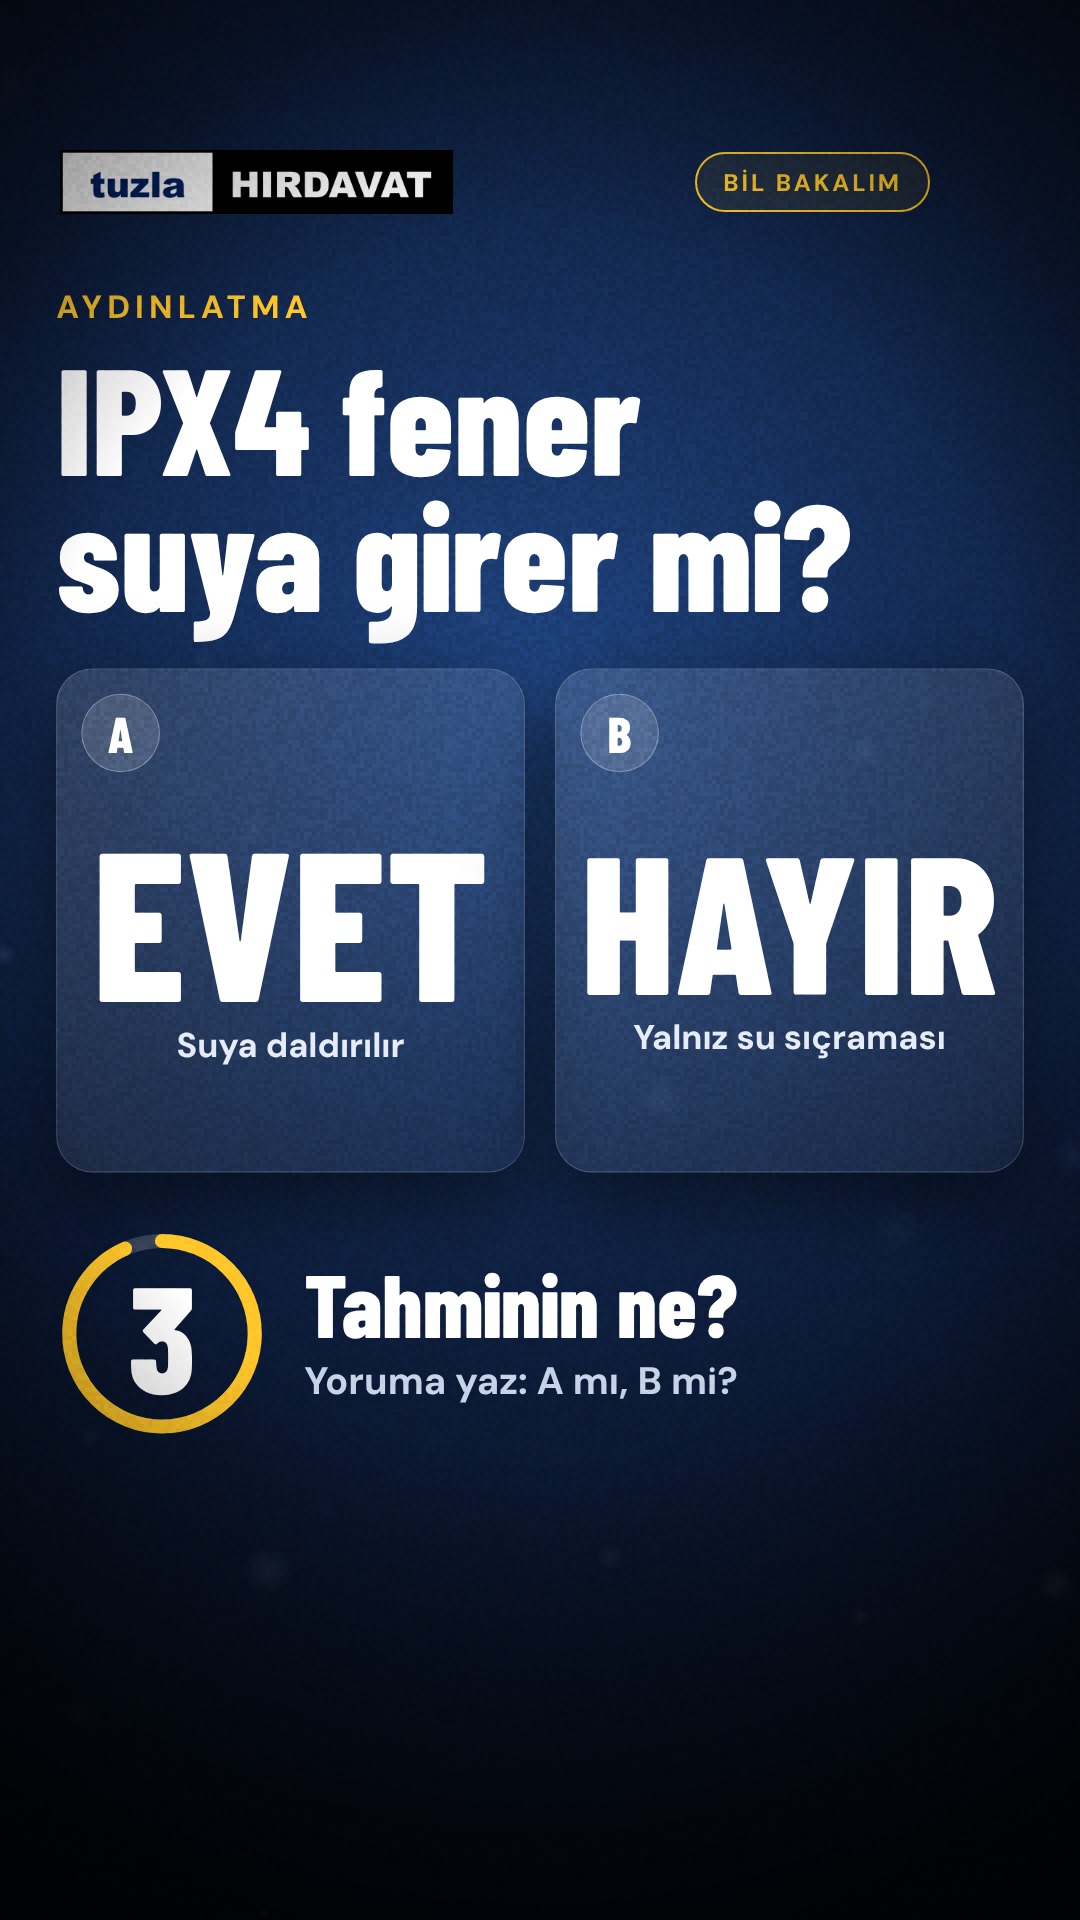 tuzla HIRDAVAT
BİL BAKALIM
AYDINLATMA
IPX4 fener
suya girer mi?
A
EVET
Suya daldırılır
B
HAYIR
Yalnız su sıçraması
3
Tahminin ne?
Yoruma yaz: A mı, B mi?